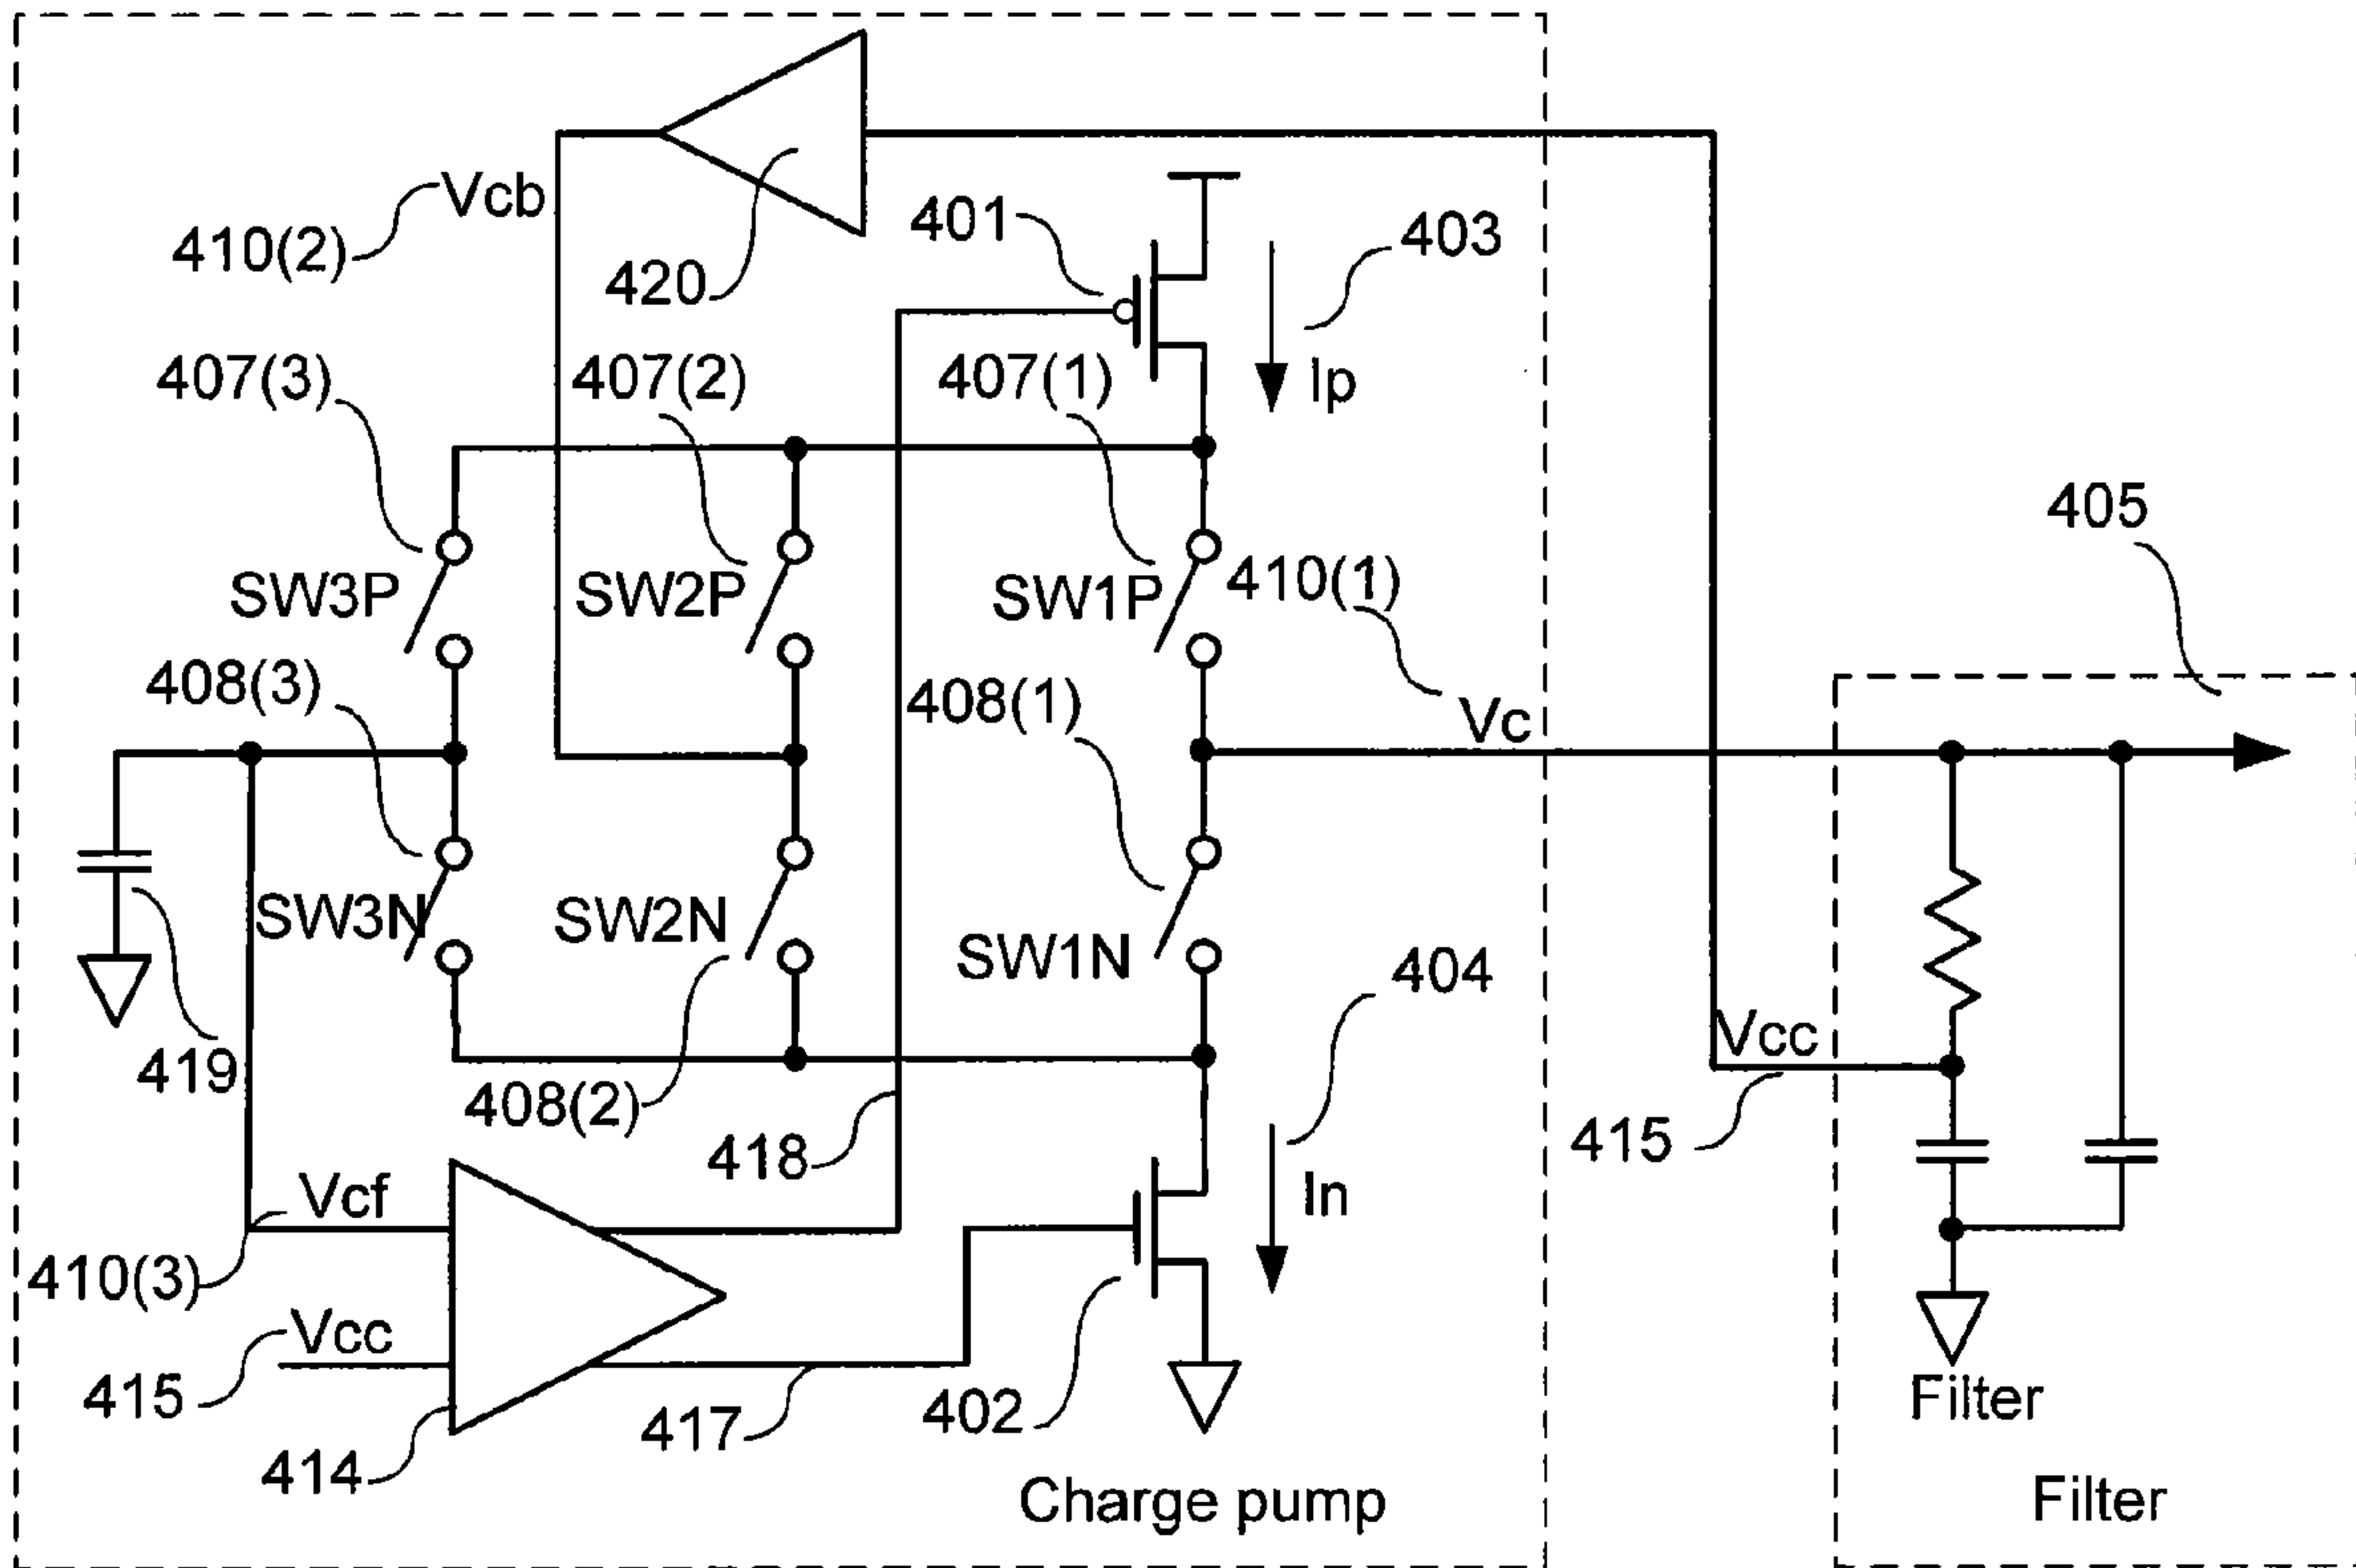 Vcb
410(2)
420
401
403
407(3)
407(2)
407(1)
Ip
405
SW3P
SW2P
SW1P
410(1)
408(3)
408(1)
Vc
SW3N
SW2N
SW1N
404
419
408(2)
418
Vcc
415
Vcf
In
410(3)
Vcc
415
417
402
414
Filter
Charge pump
Filter